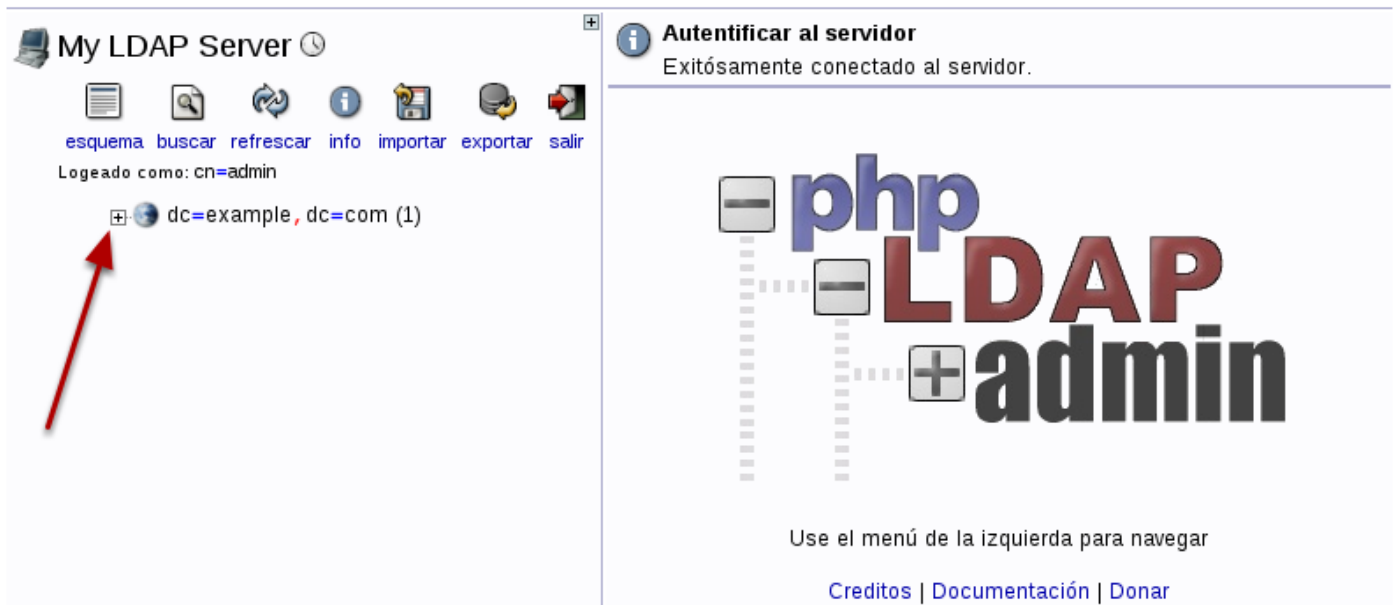 My LDAP Server
esquema buscar refrescar info importar exportar salir
Logeado como: cn=admin
dc=example, dc=com (1)
Autentificar al servidor
Exitósamente conectado al servidor.
php
LDAP
admin
Use el menú de la izquierda para navegar
Creditos | Documentación | Donar